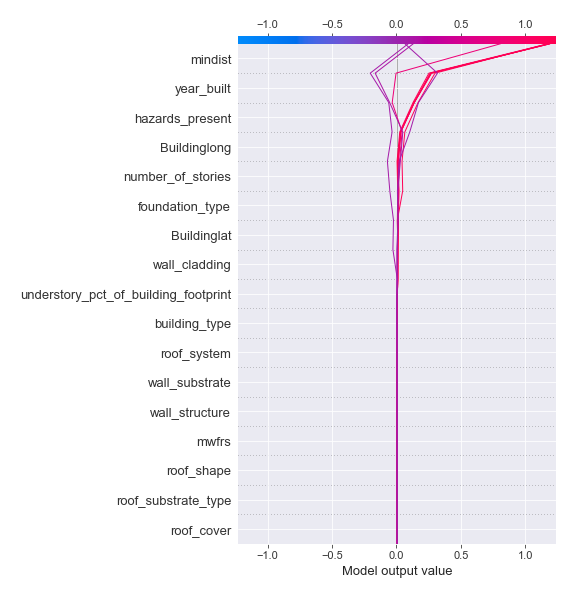 −1.0 −0.5 0.0 0.5 1.0
mindist
year_built
hazards_present
Buildinglong
number_of_stories
foundation_type
Buildinglat
wall_cladding
understory_pct_of_building_footprint
building_type
roof_system
wall_substrate
wall_structure
mwfrs
roof_shape
roof_substrate_type
roof_cover
−1.0 −0.5 0.0 0.5 1.0
Model output value